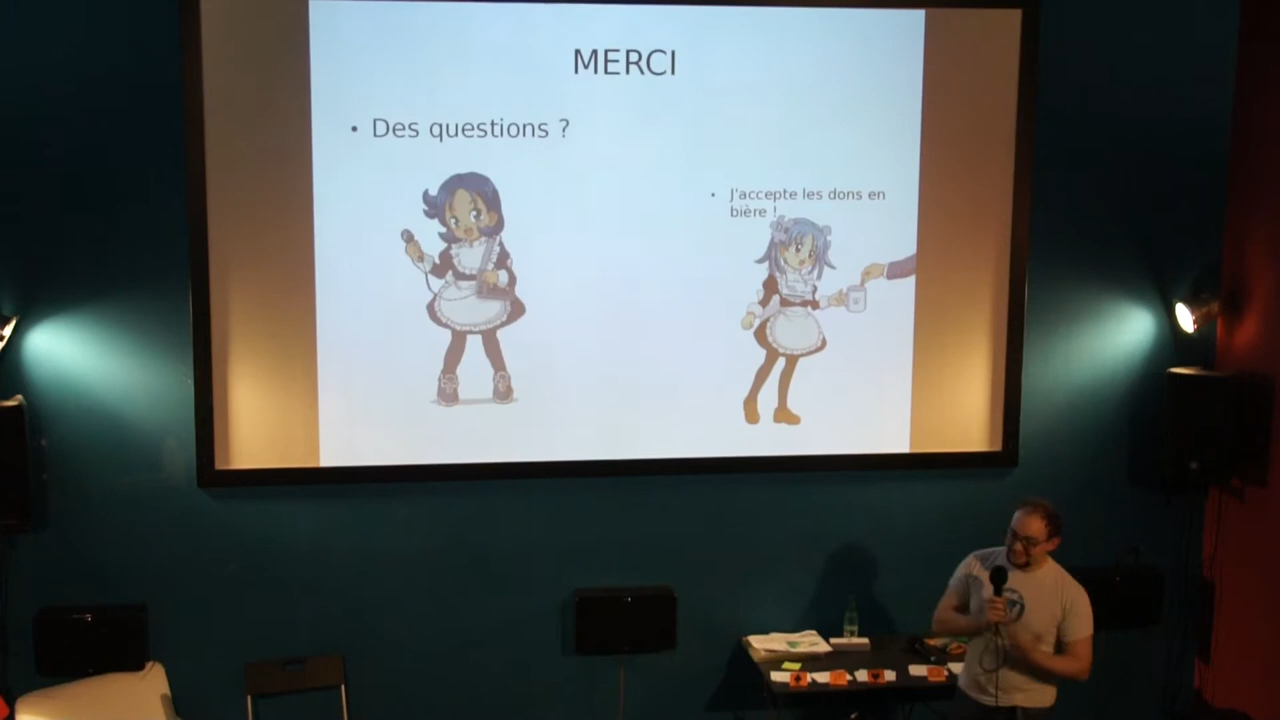 MERCI
• Des questions ?
• J'accepte les dons en
bière !